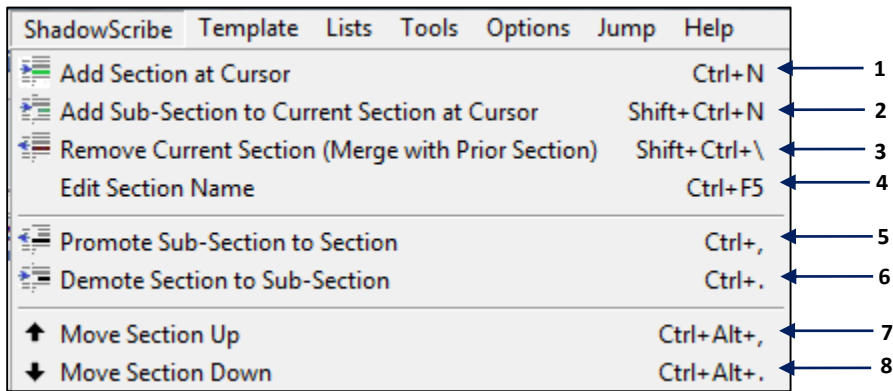 ShadowScribe Template Lists Tools Options Jump Help
Add Section at Cursor Ctrl+N 1
Add Sub-Section to Current Section at Cursor Shift+Ctrl+N 2
Remove Current Section (Merge with Prior Section) Shift+Ctrl+\ 3
Edit Section Name Ctrl+F5 4
Promote Sub-Section to Section Ctrl+, 5
Demote Section to Sub-Section Ctrl+. 6
Move Section Up Ctrl+Alt+, 7
Move Section Down Ctrl+Alt+. 8